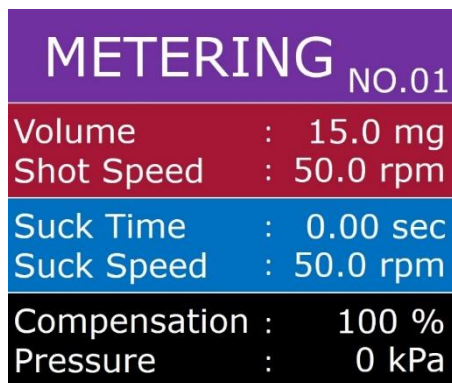 METERING NO.01
Volume : 15.0 mg
Shot Speed : 50.0 rpm
Suck Time : 0.00 sec
Suck Speed : 50.0 rpm
Compensation : 100 %
Pressure : 0 kPa